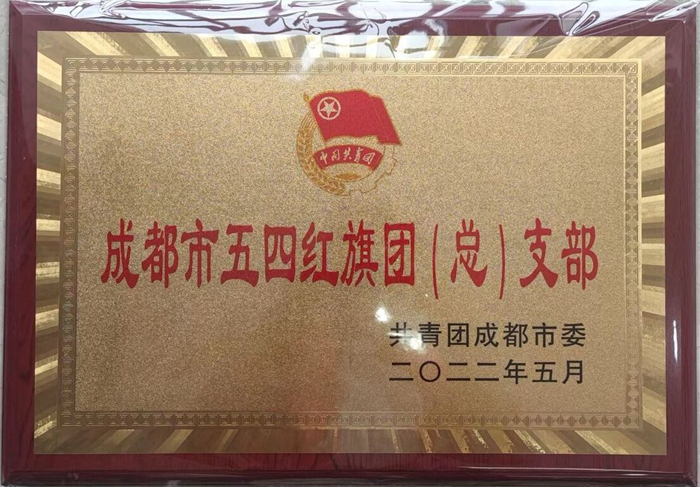 中国共青团
成都市五四红旗团（总）支部
共青团成都市委
二〇二二年五月